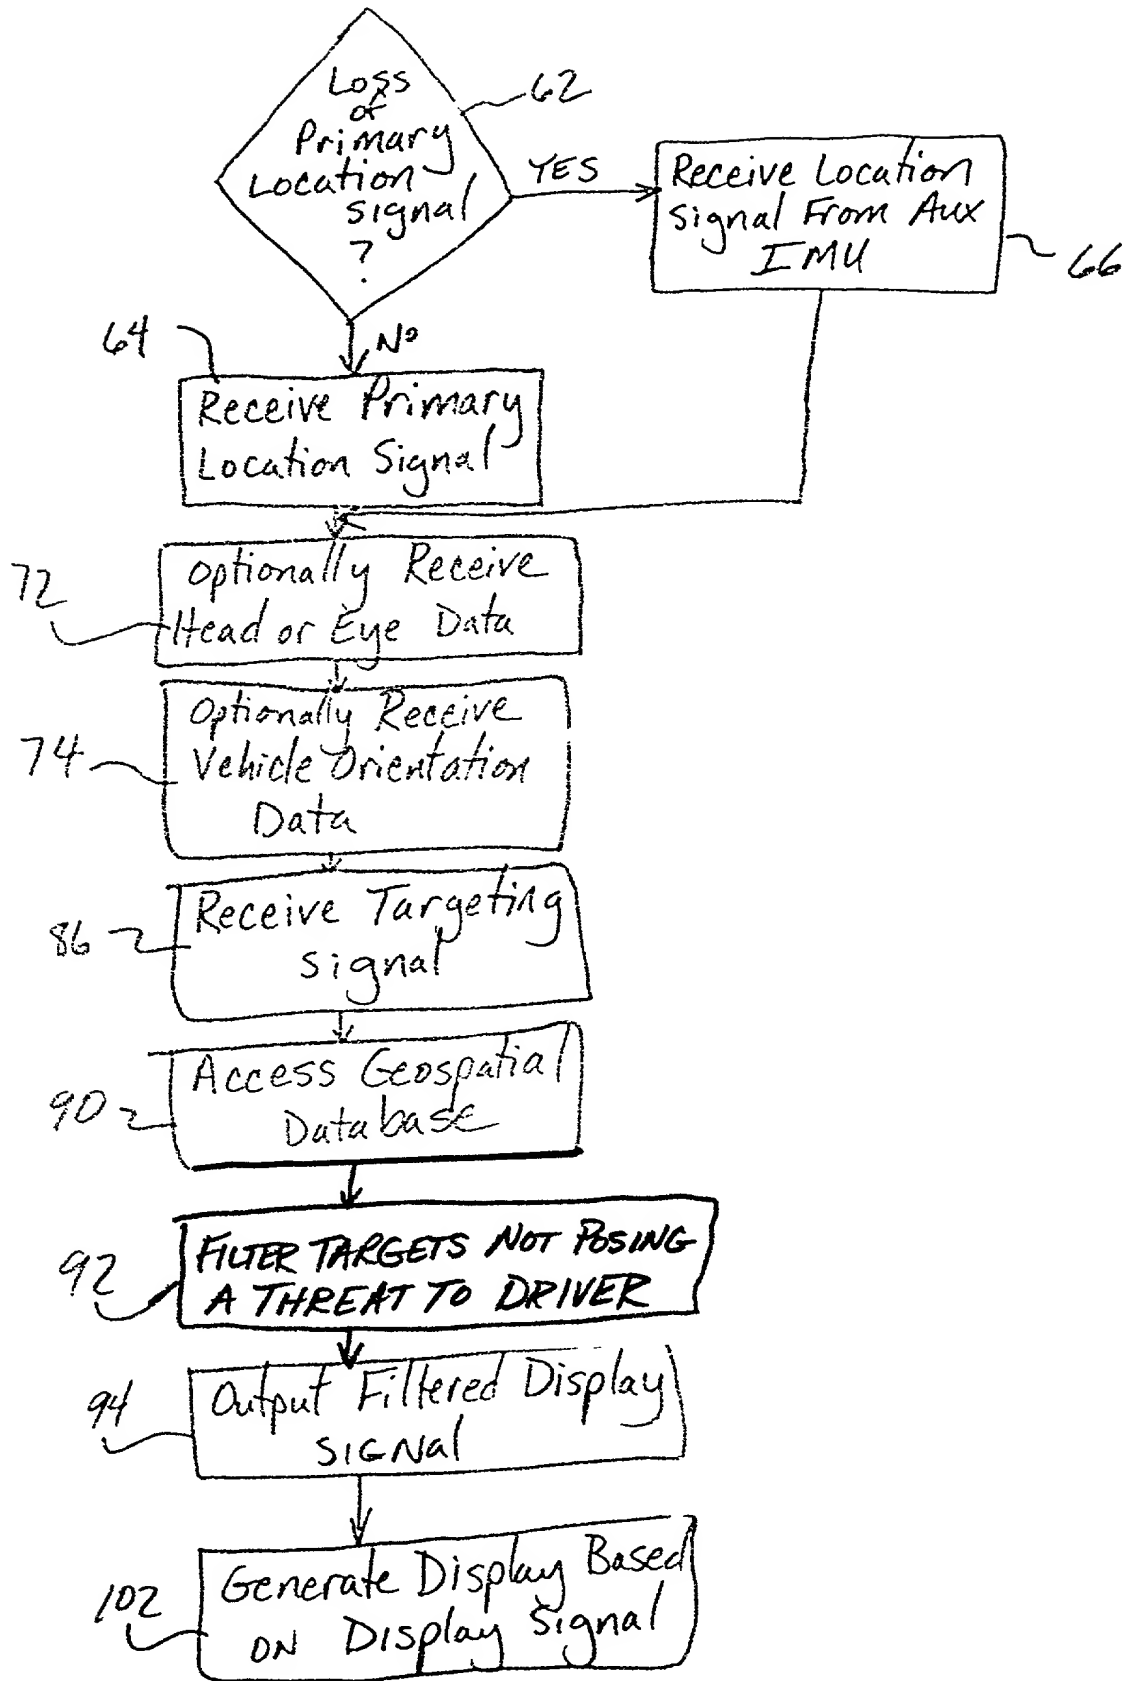 Loss
of
Primary
Location
signal
?
62
YES
Receive Location
signal From Aux
IMU
66
No
64
Receive Primary
Location Signal
72
Optionally Receive
Head or Eye Data
74
Optionally Receive
Vehicle Orientation
Data
86
Receive Targeting
signal
90
Access Geospatial
Database
92
FILTER TARGETS NOT POSING
A THREAT TO DRIVER
94
Output Filtered Display
SIGNal
102
Generate Display Based
ON Display Signal